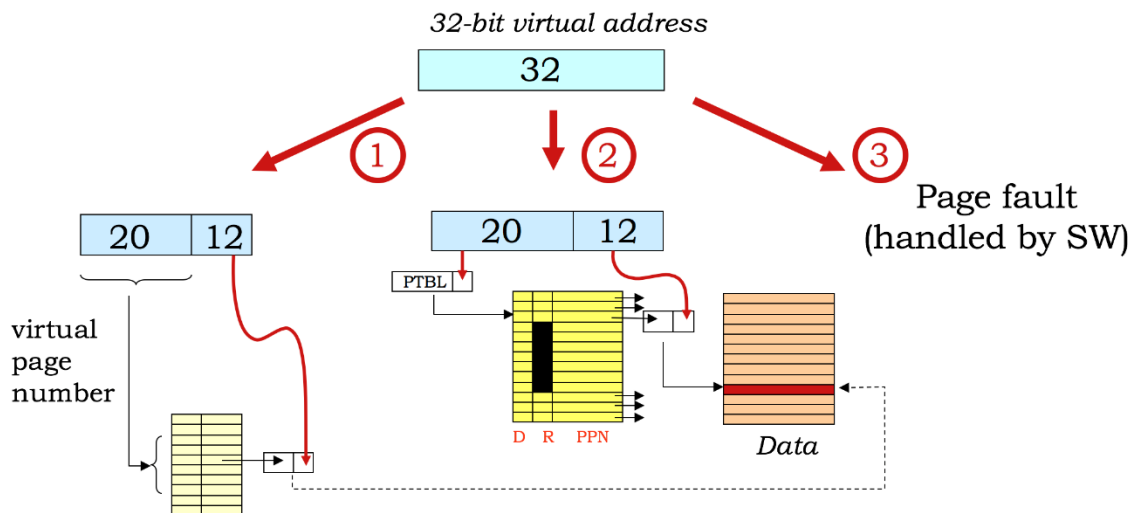 32-bit virtual address
32
1
2
3
Page fault
(handled by SW)
20 12
20 12
PTBL
virtual
page
number
D R PPN
Data